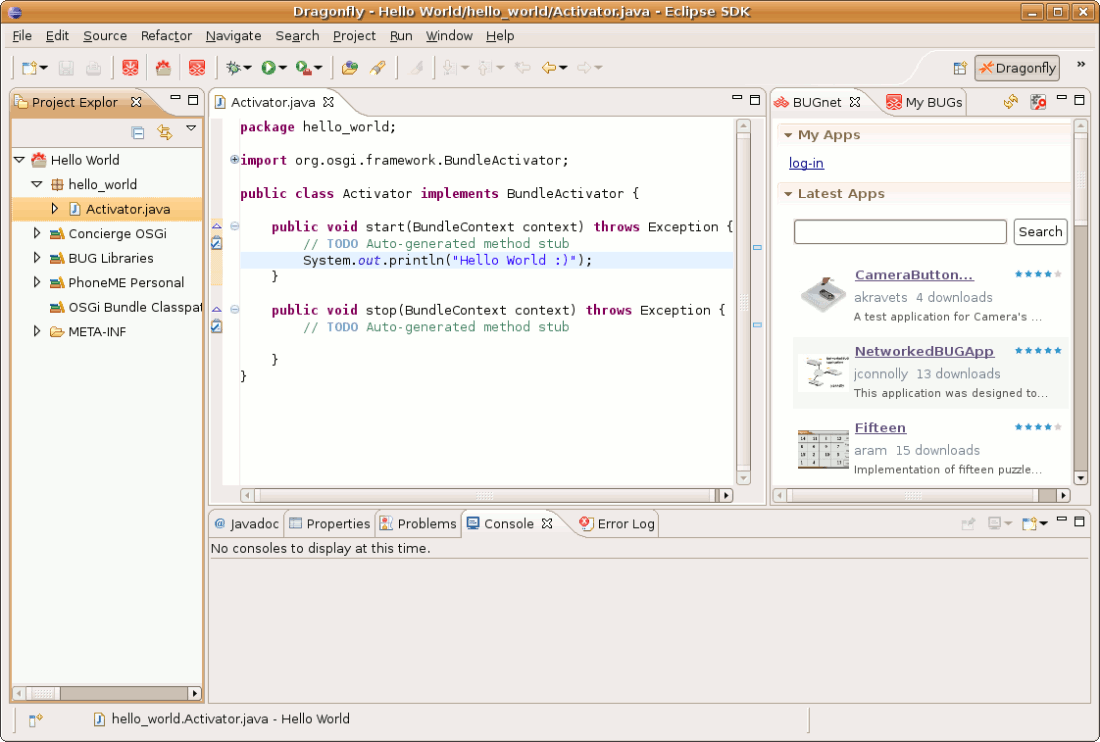 Dragonfly - Hello World/hello_world/Activator.java - Eclipse SDK
File Edit Source Refactor Navigate Search Project Run Window Help
Dragonfly »
Project Explor
Hello World
hello_world
Activator.java
Concierge OSGi
BUG Libraries
PhoneME Personal
OSGi Bundle Classpat
META-INF
Activator.java
package hello_world;
import org.osgi.framework.BundleActivator;
public class Activator implements BundleActivator {
public void start(BundleContext context) throws Exception {
// TODO Auto-generated method stub
System.out.println("Hello World :)");
}
public void stop(BundleContext context) throws Exception {
// TODO Auto-generated method stub
}
}
BUGnet My BUGs
My Apps
log-in
Latest Apps
Search
CameraButton...
akravets 4 downloads
A test application for Camera's ...
NetworkedBUGApp
jconnolly 13 downloads
This application was designed to...
Fifteen
aram 15 downloads
Implementation of fifteen puzzle...
@ Javadoc Properties Problems Console Error Log
No consoles to display at this time.
hello_world.Activator.java - Hello World